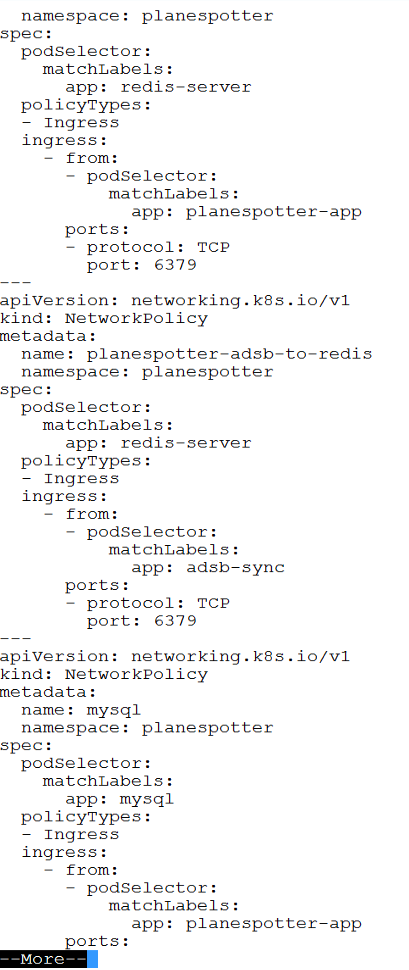 namespace: planespotter
spec:
  podSelector:
    matchLabels:
      app: redis-server
  policyTypes:
  - Ingress
  ingress:
    - from:
      - podSelector:
          matchLabels:
            app: planespotter-app
      ports:
      - protocol: TCP
        port: 6379
---
apiVersion: networking.k8s.io/v1
kind: NetworkPolicy
metadata:
  name: planespotter-adsb-to-redis
  namespace: planespotter
spec:
  podSelector:
    matchLabels:
      app: redis-server
  policyTypes:
  - Ingress
  ingress:
    - from:
      - podSelector:
          matchLabels:
            app: adsb-sync
      ports:
      - protocol: TCP
        port: 6379
---
apiVersion: networking.k8s.io/v1
kind: NetworkPolicy
metadata:
  name: mysql
  namespace: planespotter
spec:
  podSelector:
    matchLabels:
      app: mysql
  policyTypes:
  - Ingress
  ingress:
    - from:
      - podSelector:
          matchLabels:
            app: planespotter-app
      ports:
--More--